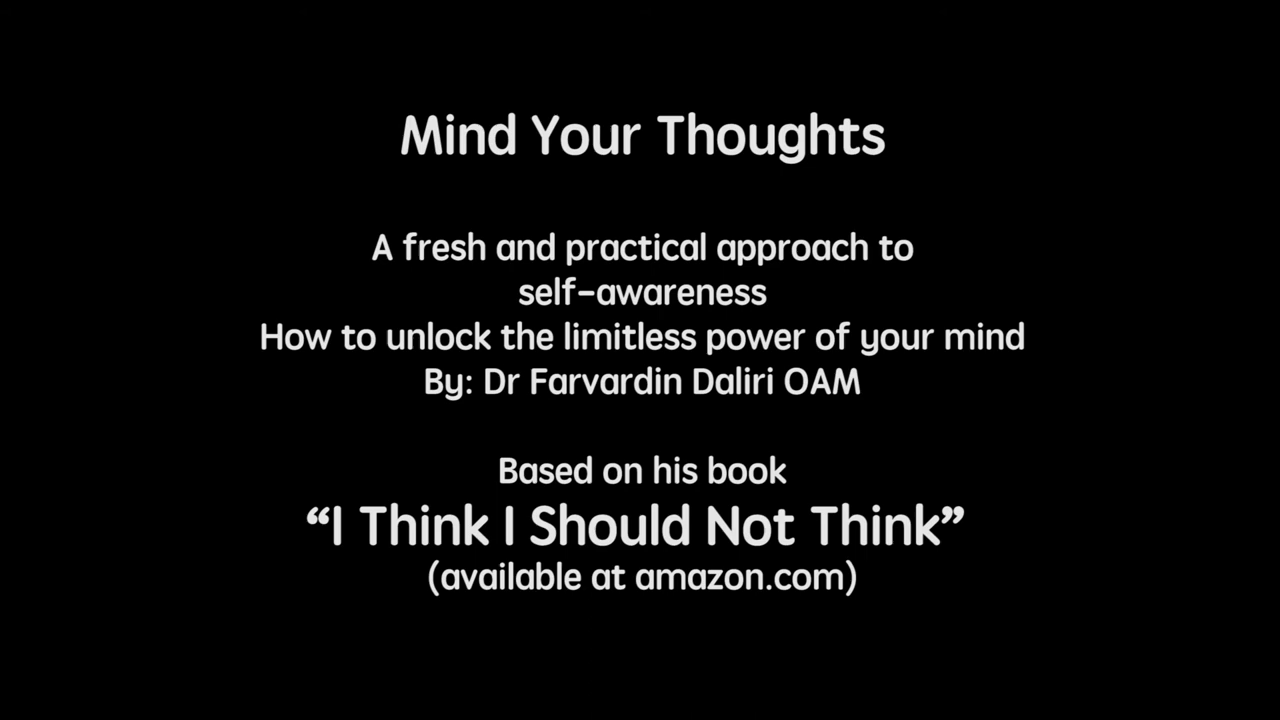 Mind Your Thoughts
A fresh and practical approach to
self-awareness
How to unlock the limitless power of your mind
By: Dr Farvardin Daliri OAM
Based on his book
“I Think I Should Not Think”
(available at amazon.com)